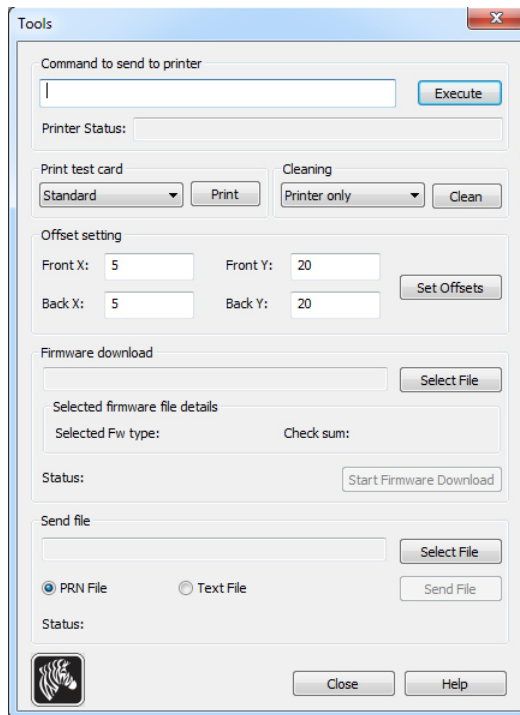 Tools
Command to send to printer
Execute
Printer Status:
Print test card
Standard
Print
Cleaning
Printer only
Clean
Offset setting
Front X: 5 Front Y: 20
Set Offsets
Back X: 5 Back Y: 20
Firmware download
Select File
Selected firmware file details
Selected Fw type: Check sum:
Status:
Start Firmware Download
Send file
Select File
PRN File Text File
Send File
Status:
Close Help